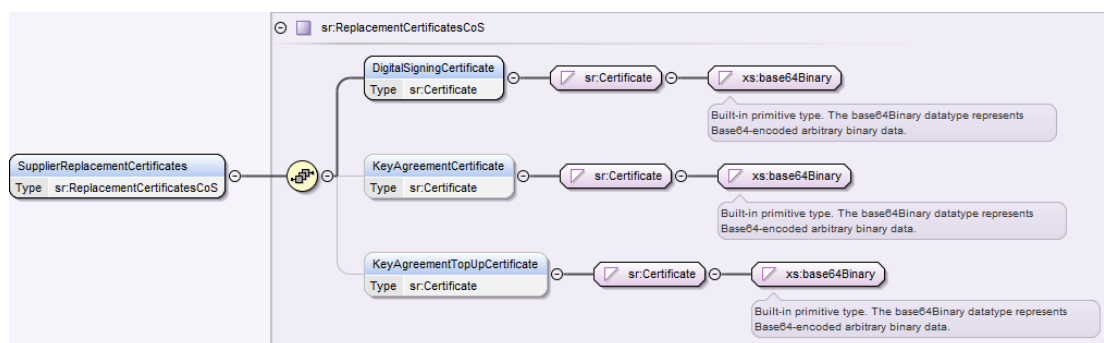 sr:ReplacementCertificatesCoS
DigitalSigningCertificate
Type sr:Certificate
sr:Certificate
xs:base64Binary
Built-in primitive type. The base64Binary datatype represents
Base64-encoded arbitrary binary data.
SupplierReplacementCertificates
Type sr:ReplacementCertificatesCoS
KeyAgreementCertificate
Type sr:Certificate
sr:Certificate
xs:base64Binary
Built-in primitive type. The base64Binary datatype represents
Base64-encoded arbitrary binary data.
KeyAgreementTopUpCertificate
Type sr:Certificate
sr:Certificate
xs:base64Binary
Built-in primitive type. The base64Binary datatype represents
Base64-encoded arbitrary binary data.